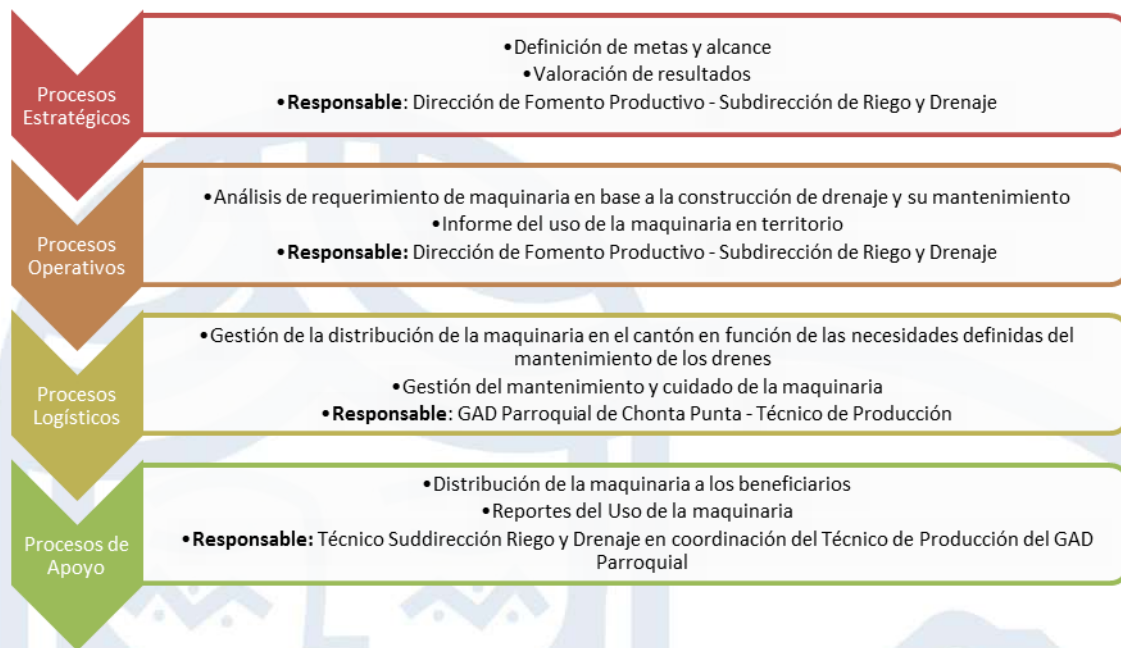 Procesos
Estratégicos
•Definición de metas y alcance
•Valoración de resultados
•Responsable: Dirección de Fomento Productivo - Subdirección de Riego y Drenaje
Procesos
Operativos
•Análisis de requerimiento de maquinaria en base a la construcción de drenaje y su mantenimiento
•Informe del uso de la maquinaria en territorio
•Responsable: Dirección de Fomento Productivo - Subdirección de Riego y Drenaje
Procesos
Logísticos
•Gestión de la distribución de la maquinaria en el cantón en función de las necesidades definidas del
mantenimiento de los drenes
•Gestión del mantenimiento y cuidado de la maquinaria
•Responsable: GAD Parroquial de Chonta Punta - Técnico de Producción
Procesos de
Apoyo
•Distribución de la maquinaria a los beneficiarios
•Reportes del Uso de la maquinaria
•Responsable: Técnico Suddirección Riego y Drenaje en coordinación del Técnico de Producción del GAD
Parroquial